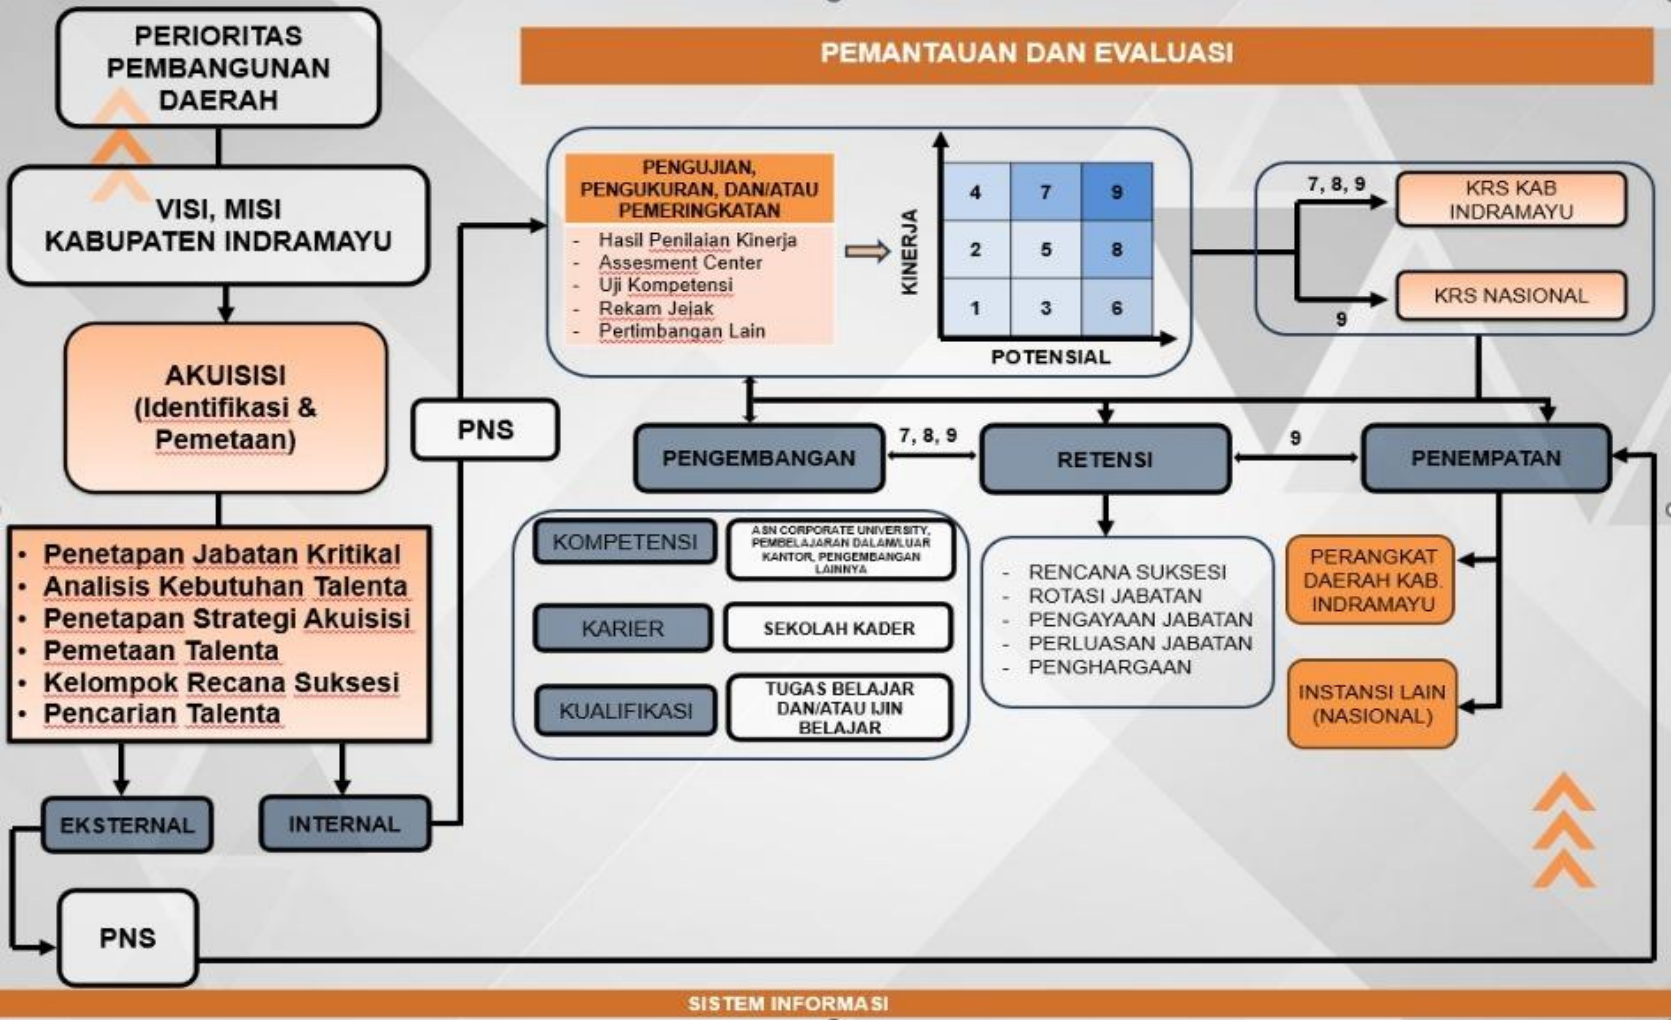 PERIORITAS
PEMBANGUNAN
DAERAH
VISI, MISI
KABUPATEN INDRAMAYU
AKUISISI
(Identifikasi &
Pemetaan)
• Penetapan Jabatan Kritikal
• Analisis Kebutuhan Talenta
• Penetapan Strategi Akuisisi
• Pemetaan Talenta
• Kelompok Recana Suksesi
• Pencarian Talenta
EKSTERNAL
INTERNAL
PNS
PNS
PEMANTAUAN DAN EVALUASI
PENGUJIAN,
PENGUKURAN, DAN/ATAU
PEMERINGKATAN
- Hasil Penilaian Kinerja
- Assesment Center
- Uji Kompetensi
- Rekam Jejak
- Pertimbangan Lain
KINERJA
4 7 9
2 5 8
1 3 6
POTENSIAL
7, 8, 9
KRS KAB
INDRAMAYU
KRS NASIONAL
9
PENGEMBANGAN
7, 8, 9
RETENSI
9
PENEMPATAN
KOMPETENSI
ASN CORPORATE UNIVERSITY,
PEMBELAJARAN DALAM/LUAR
KANTOR, PENGEMBANGAN
LAINNYA
KARIER
SEKOLAH KADER
KUALIFIKASI
TUGAS BELAJAR
DAN/ATAU IJIN
BELAJAR
- RENCANA SUKSESI
- ROTASI JABATAN
- PENGAYAAN JABATAN
- PERLUASAN JABATAN
- PENGHARGAAN
PERANGKAT
DAERAH KAB.
INDRAMAYU
INSTANSI LAIN
(NASIONAL)
SISTEM INFORMASI